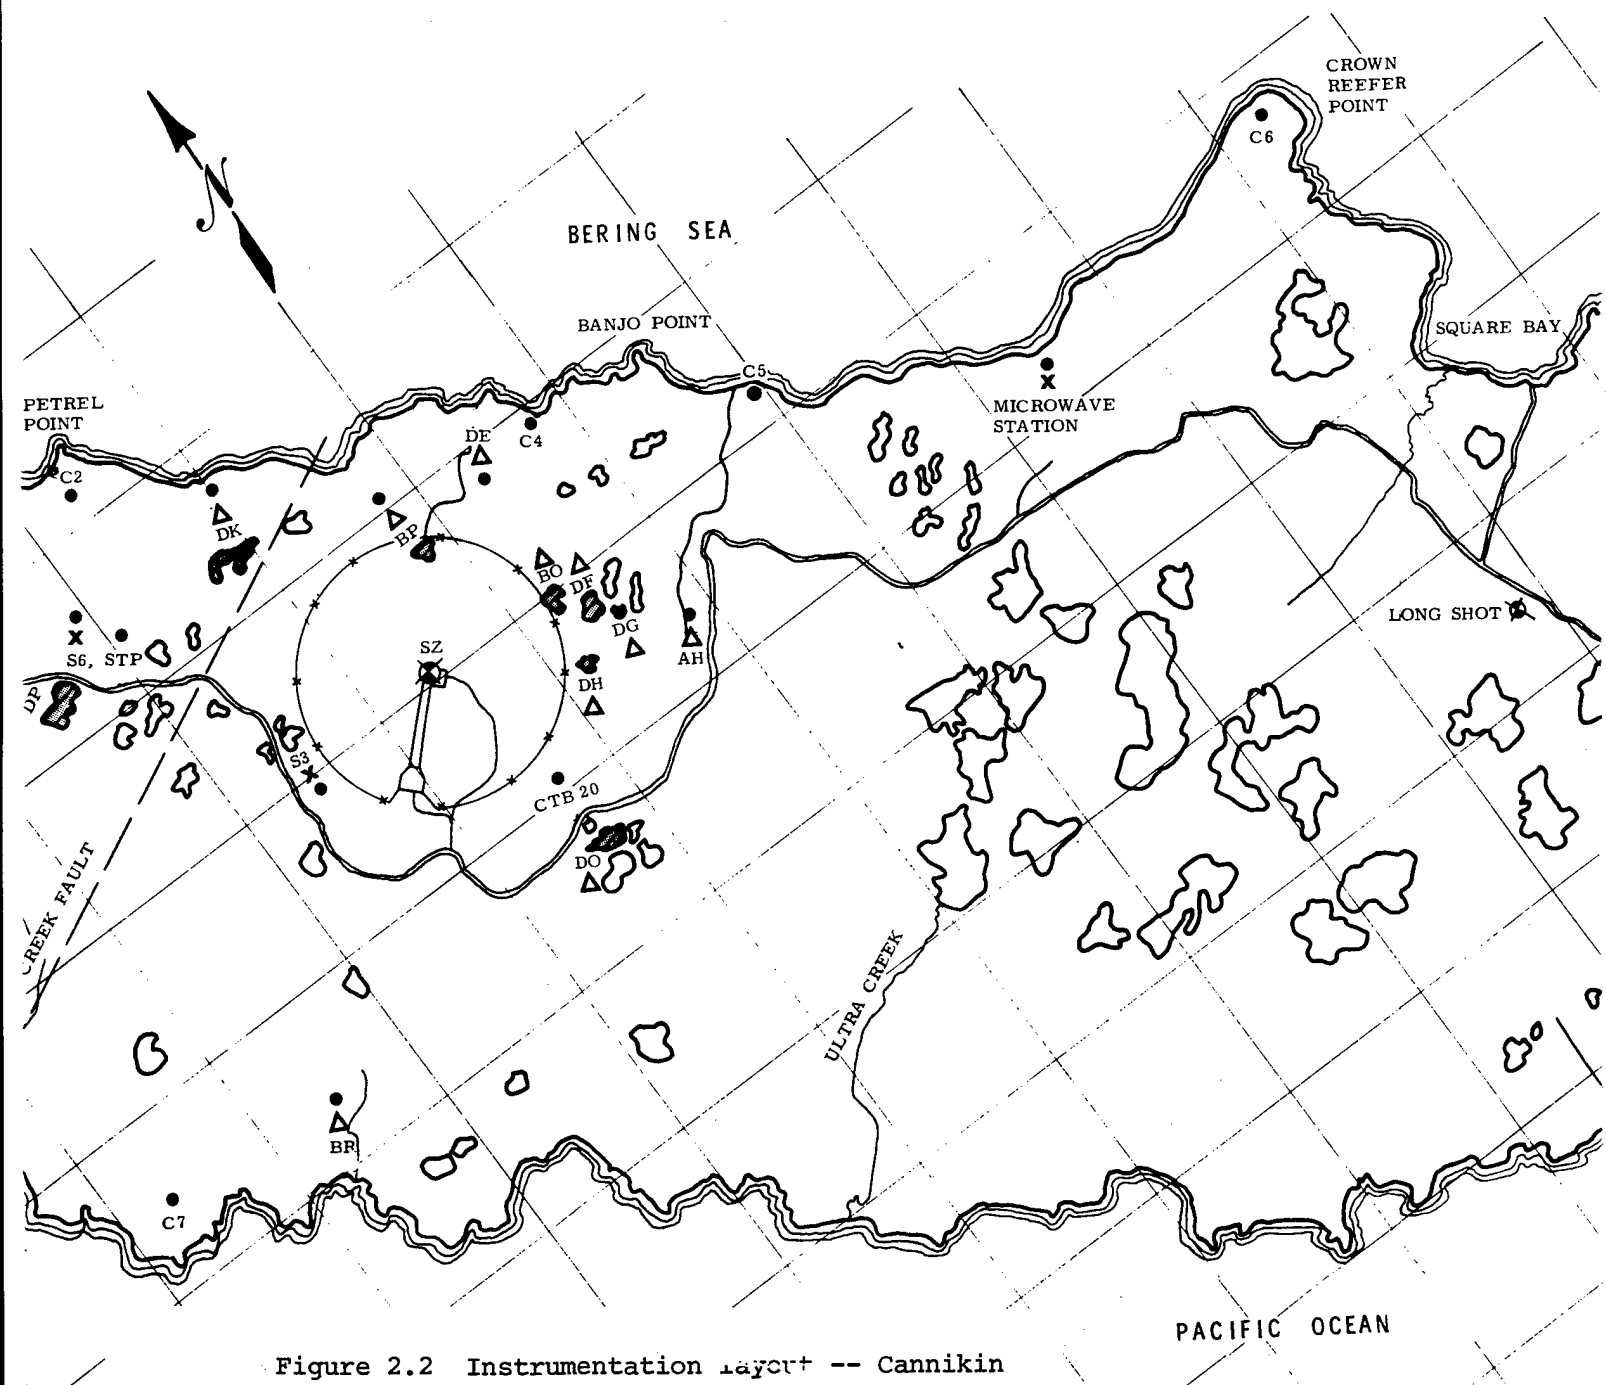 CROWN
REEFER
POINT
C6
N
BERING SEA
BANJO POINT
SQUARE BAY
C5
PETREL
POINT
MICROWAVE
STATION
DE
C4
C2
DK
BP
BO
DF
LONG SHOT
DG
SZ
S6, STP
AH
DH
DP
S3
CTB 20
DO
CREEK FAULT
ULTRA CREEK
BR
C7
PACIFIC OCEAN
Figure 2.2 Instrumentation layout -- Cannikin